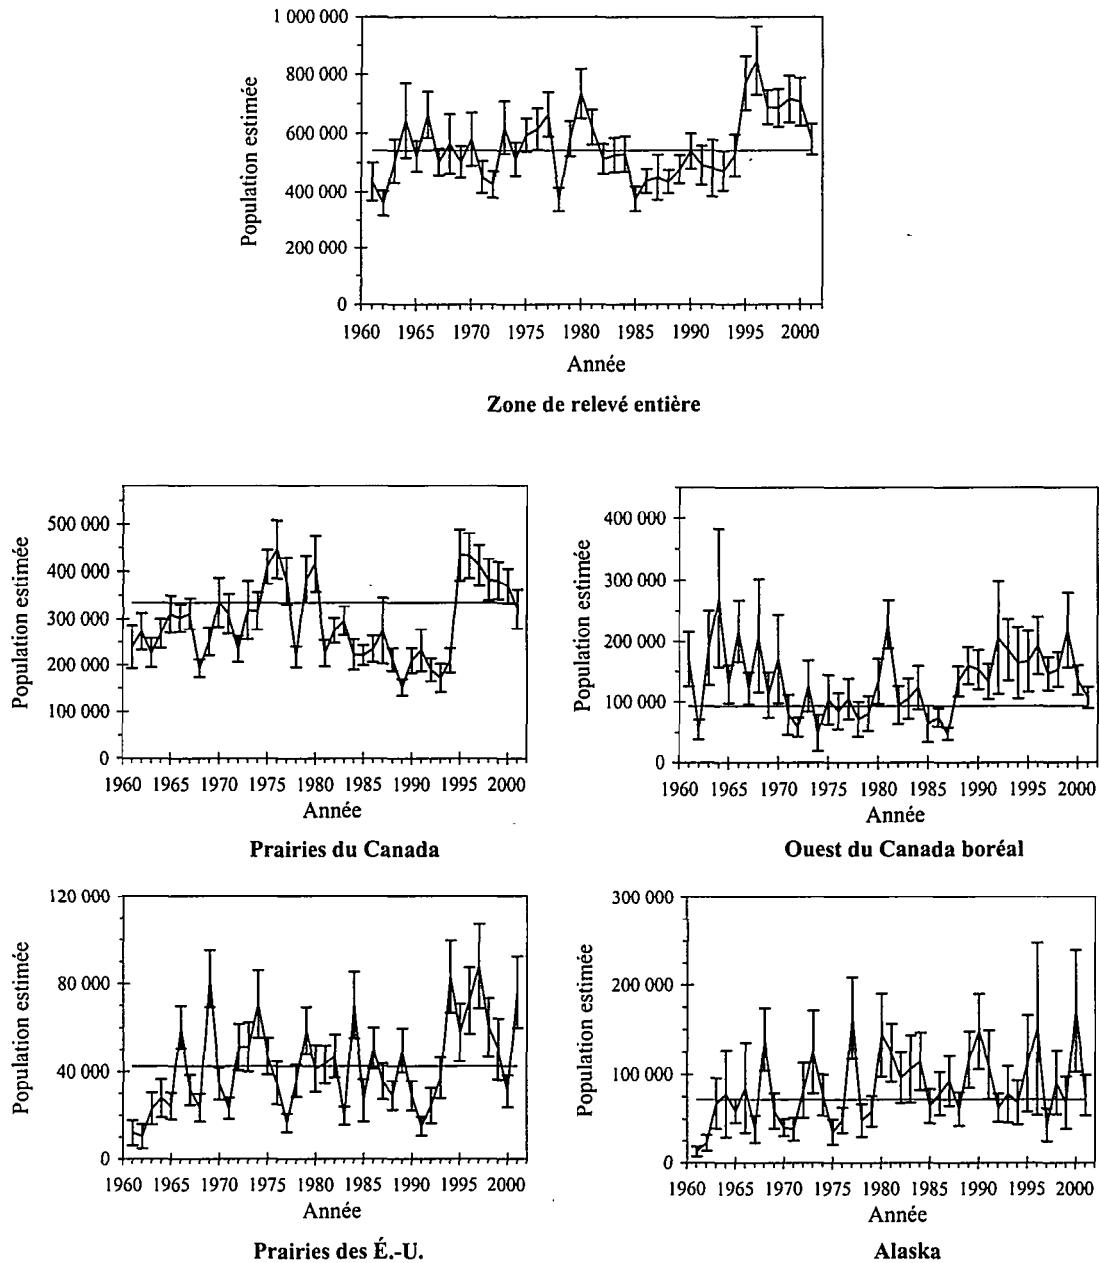 1 000 000
800 000
600 000
400 000
200 000
0
Population estimée
1960 1965 1970 1975 1980 1985 1990 1995 2000
Année
Zone de relevé entière
500 000
400 000
300 000
200 000
100 000
0
Population estimée
1960 1965 1970 1975 1980 1985 1990 1995 2000
Année
Prairies du Canada
400 000
300 000
200 000
100 000
0
Population estimée
1960 1965 1970 1975 1980 1985 1990 1995 2000
Année
Ouest du Canada boréal
120 000
80 000
40 000
0
Population estimée
1960 1965 1970 1975 1980 1985 1990 1995 2000
Année
Prairies des É.-U.
300 000
200 000
100 000
0
Population estimée
1960 1965 1970 1975 1980 1985 1990 1995 2000
Année
Alaska